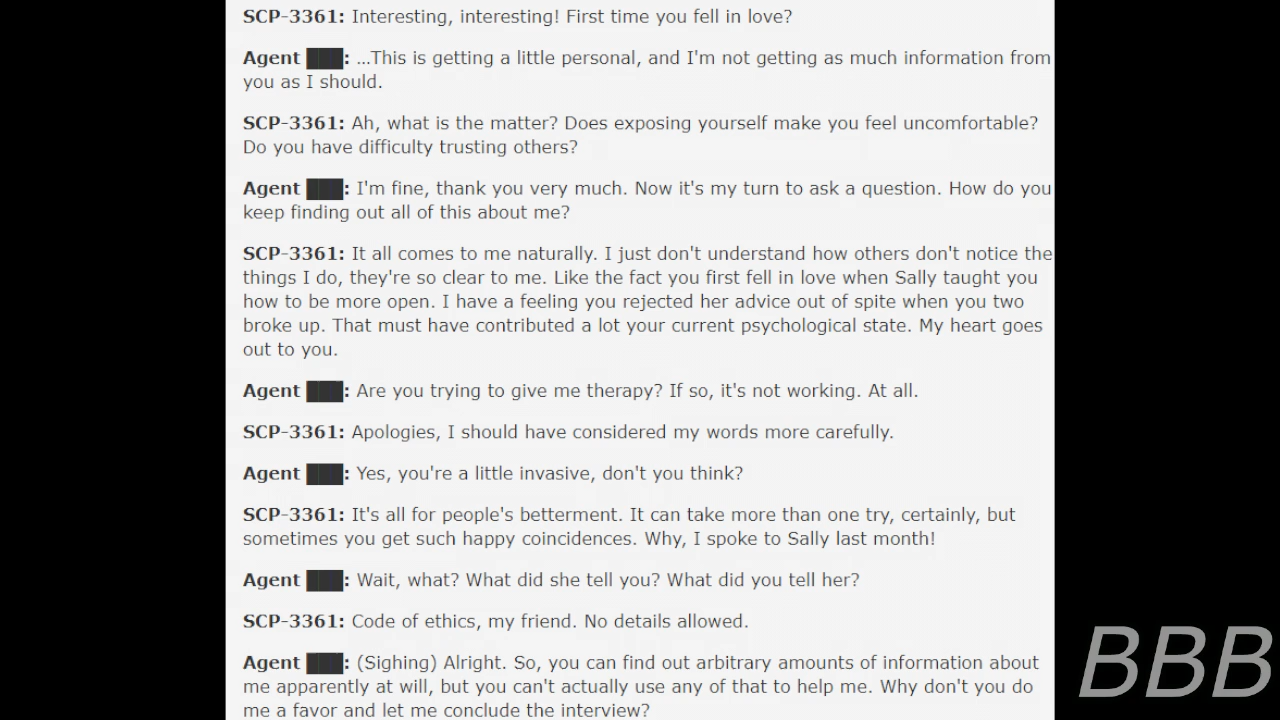 SCP-3361: Interesting, interesting! First time you fell in love?
Agent ███: …This is getting a little personal, and I'm not getting as much information from
you as I should.
SCP-3361: Ah, what is the matter? Does exposing yourself make you feel uncomfortable?
Do you have difficulty trusting others?
Agent ███: I'm fine, thank you very much. Now it's my turn to ask a question. How do you
keep finding out all of this about me?
SCP-3361: It all comes to me naturally. I just don't understand how others don't notice the
things I do, they're so clear to me. Like the fact you first fell in love when Sally taught you
how to be more open. I have a feeling you rejected her advice out of spite when you two
broke up. That must have contributed a lot your current psychological state. My heart goes
out to you.
Agent ███: Are you trying to give me therapy? If so, it's not working. At all.
SCP-3361: Apologies, I should have considered my words more carefully.
Agent ███: Yes, you're a little invasive, don't you think?
SCP-3361: It's all for people's betterment. It can take more than one try, certainly, but
sometimes you get such happy coincidences. Why, I spoke to Sally last month!
Agent ███: Wait, what? What did she tell you? What did you tell her?
SCP-3361: Code of ethics, my friend. No details allowed.
Agent ███: (Sighing) Alright. So, you can find out arbitrary amounts of information about
me apparently at will, but you can't actually use any of that to help me. Why don't you do
me a favor and let me conclude the interview?
BBB